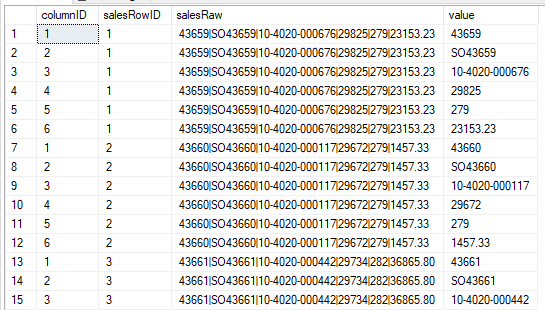 columnID salesRowID salesRaw value
1 1 1 43659|SO43659|10-4020-000676|29825|279|23153.23 43659
2 2 1 43659|SO43659|10-4020-000676|29825|279|23153.23 SO43659
3 3 1 43659|SO43659|10-4020-000676|29825|279|23153.23 10-4020-000676
4 4 1 43659|SO43659|10-4020-000676|29825|279|23153.23 29825
5 5 1 43659|SO43659|10-4020-000676|29825|279|23153.23 279
6 6 1 43659|SO43659|10-4020-000676|29825|279|23153.23 23153.23
7 1 2 43660|SO43660|10-4020-000117|29672|279|1457.33 43660
8 2 2 43660|SO43660|10-4020-000117|29672|279|1457.33 SO43660
9 3 2 43660|SO43660|10-4020-000117|29672|279|1457.33 10-4020-000117
10 4 2 43660|SO43660|10-4020-000117|29672|279|1457.33 29672
11 5 2 43660|SO43660|10-4020-000117|29672|279|1457.33 279
12 6 2 43660|SO43660|10-4020-000117|29672|279|1457.33 1457.33
13 1 3 43661|SO43661|10-4020-000442|29734|282|36865.80 43661
14 2 3 43661|SO43661|10-4020-000442|29734|282|36865.80 SO43661
15 3 3 43661|SO43661|10-4020-000442|29734|282|36865.80 10-4020-000442